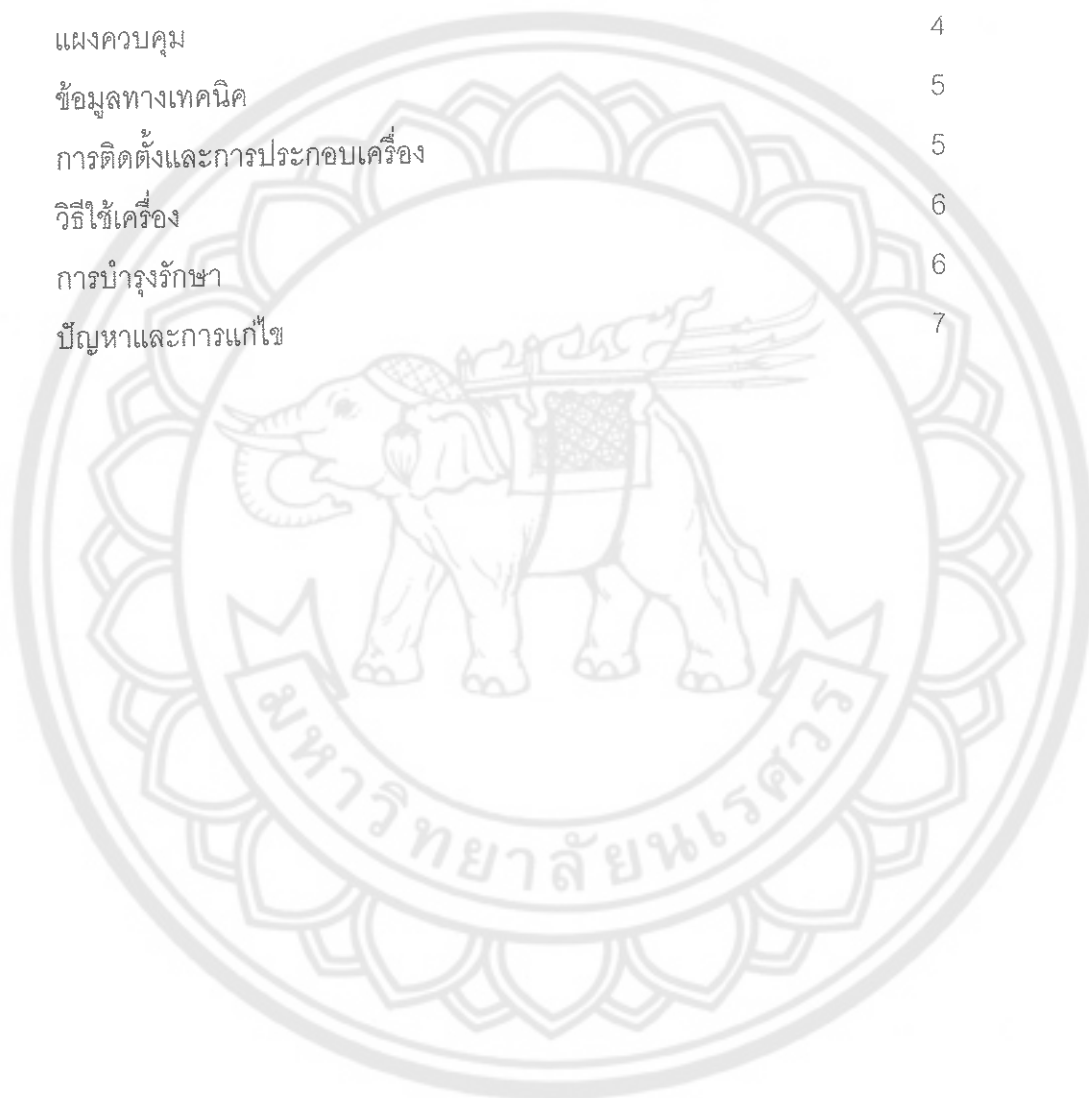 แผงควบคุม 4
ข้อมูลทางเทคนิค 5
การติดตั้งและการประกอบเครื่อง 5
วิธีใช้เครื่อง 6
การบำรุงรักษา 6
ปัญหาและการแก้ไข 7
มหาวิทยาลัยนเรศวร